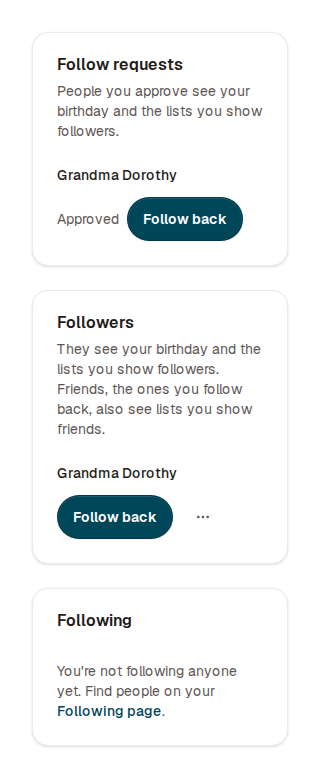 Follow requests
People you approve see your
birthday and the lists you show
followers.
Grandma Dorothy
Approved Follow back
Followers
They see your birthday and the
lists you show followers.
Friends, the ones you follow
back, also see lists you show
friends.
Grandma Dorothy
Follow back ···
Following
You're not following anyone
yet. Find people on your
Following page.